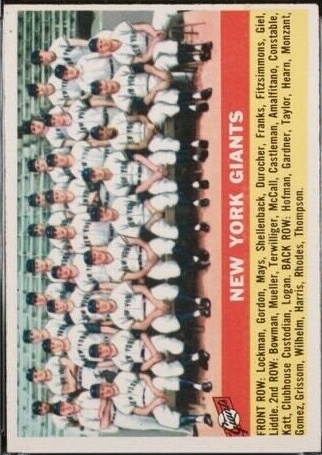 NEW YORK GIANTS
Giants
FRONT ROW: Lockman, Gordon, Mays, Shellenback, Durocher, Franks, Fitzsimmons, Giel,
Liddle. 2nd ROW: Bowman, Mueller, Terwilliger, McCall, Castleman, Amalfitano, Constable,
Katt, Clubhouse Custodian, Logan. BACK ROW: Hofman, Gardner, Taylor, Hearn, Monzant,
Gomez, Grissom, Wilhelm, Harris, Rhodes, Thompson.